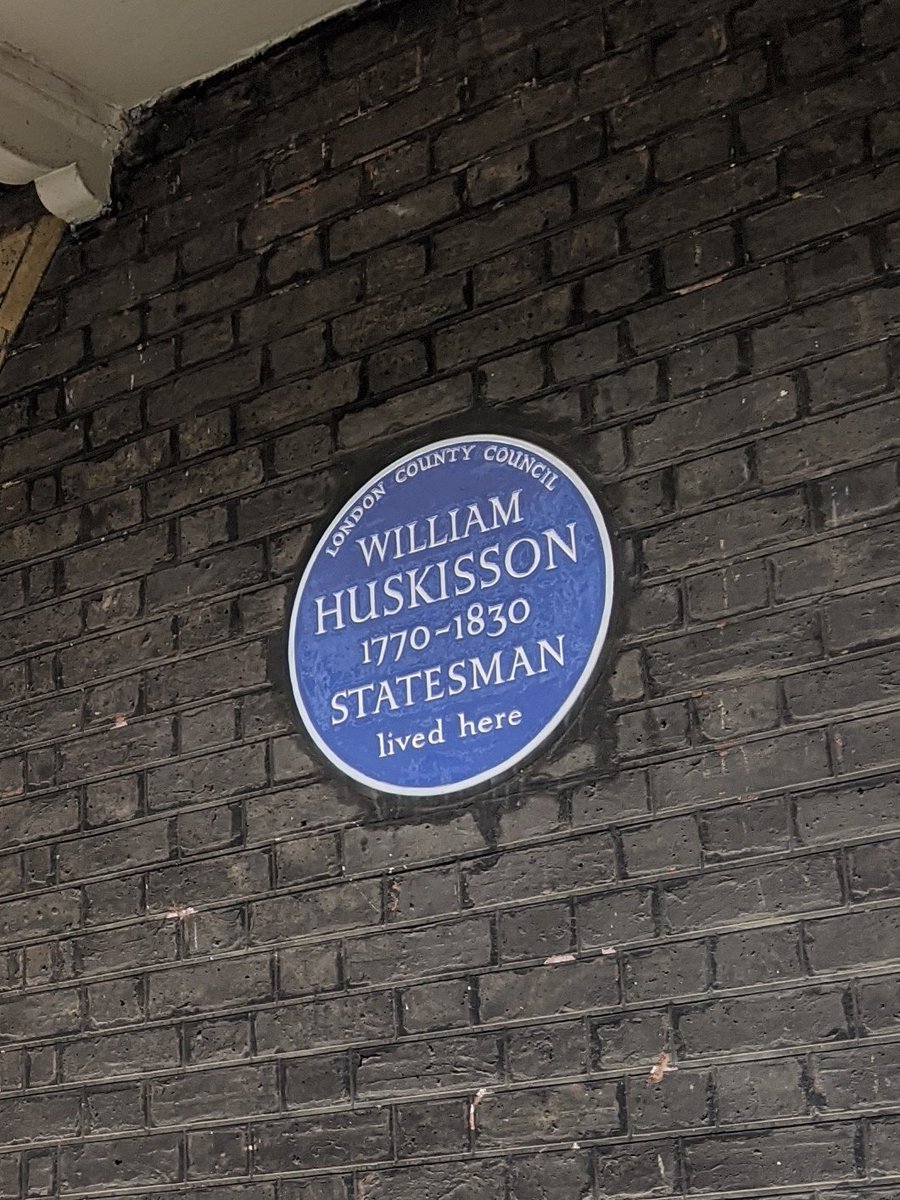 LONDON COUNTY COUNCIL
WILLIAM
HUSKISSON
1770-1830
STATESMAN
lived here